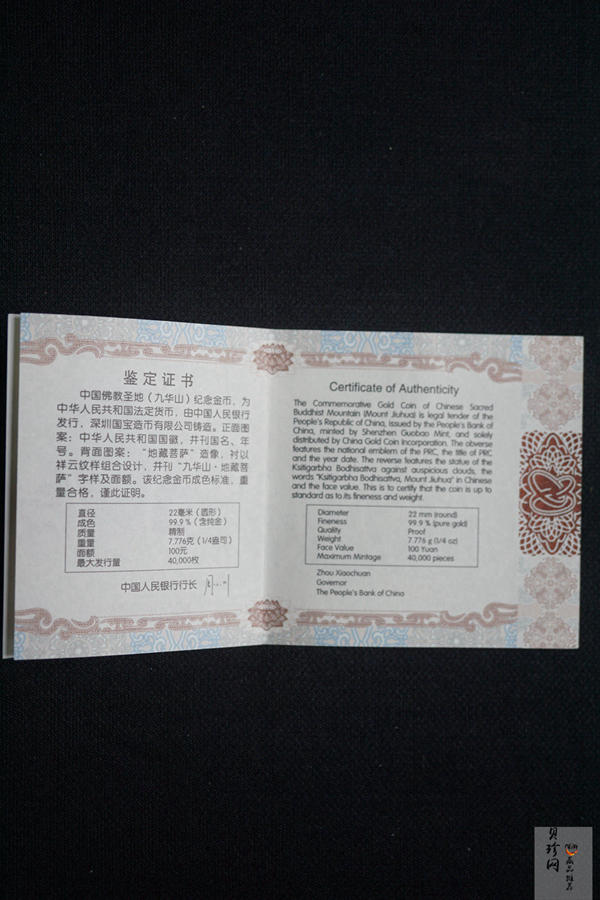 鉴定证书
中国佛教圣地（九华山）纪念金币，为
中华人民共和国法定货币，由中国人民银行
发行，深圳国宝造币有限公司铸造。正面图
案：中华人民共和国国徽，并刊国名、年
号。背面图案：“地藏菩萨”造像，衬以
祥云纹样组合设计，并刊“九华山·地藏菩
萨”字样及面额。该纪念金币成色标准，重
量合格，谨此证明。
直径 22毫米（圆形）
成色 99.9%（含纯金）
质量 精制
重量 7.776克（1/4盎司）
面额 100元
最大发行量 40,000枚
中国人民银行行长
Certificate of Authenticity
The Commemorative Gold Coin of Chinese Sacred
Buddhist Mountain (Mount Jiuhua) is legal tender of the
People's Republic of China, issued by the People's Bank of
China, minted by Shenzhen Guobao Mint, and solely
distributed by China Gold Coin Incorporation. The obverse
features the national emblem of the PRC, the title of PRC
and the year date. The reverse features the statue of the
Ksitigarbha Bodhisattva against auspicious clouds, the
words "Ksitigarbha Bodhisattva, Mount Jiuhua" in Chinese
and the face value. This is to certify that the coin is up to
standard as to its fineness and weight.
Diameter 22 mm (round)
Fineness 99.9 % (pure gold)
Quality Proof
Weight 7.776 g (1/4 oz)
Face Value 100 Yuan
Maximum Mintage 40,000 pieces
Zhou Xiaochuan
Governor
The People's Bank of China
贝珍网
藏品推荐